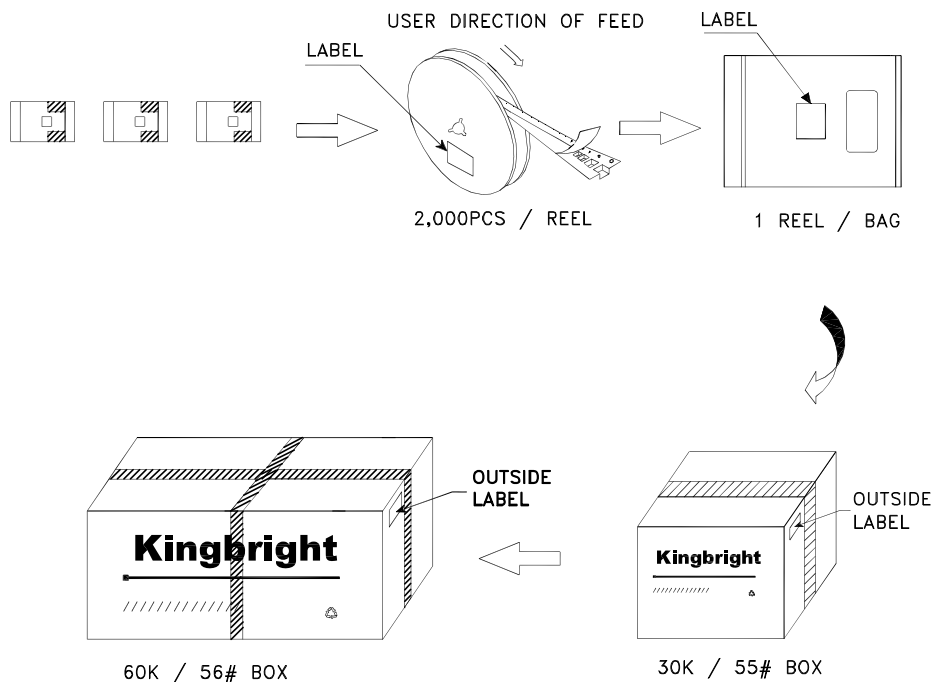 USER DIRECTION OF FEED
LABEL
LABEL
2,000PCS / REEL
1 REEL / BAG
OUTSIDE
LABEL
Kingbright
60K / 56# BOX
OUTSIDE
LABEL
Kingbright
30K / 55# BOX